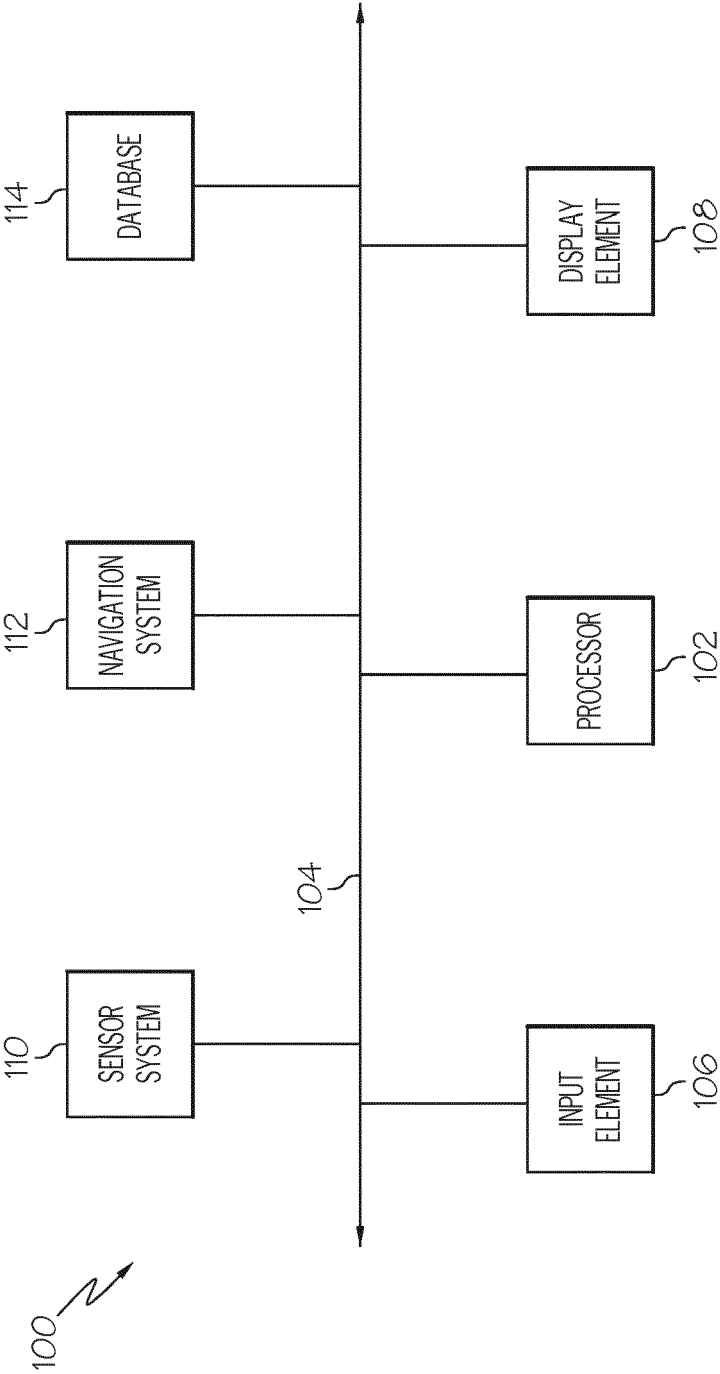 100
110
SENSOR
SYSTEM
112
NAVIGATION
SYSTEM
114
DATABASE
104
INPUT
ELEMENT
106
PROCESSOR
102
DISPLAY
ELEMENT
108